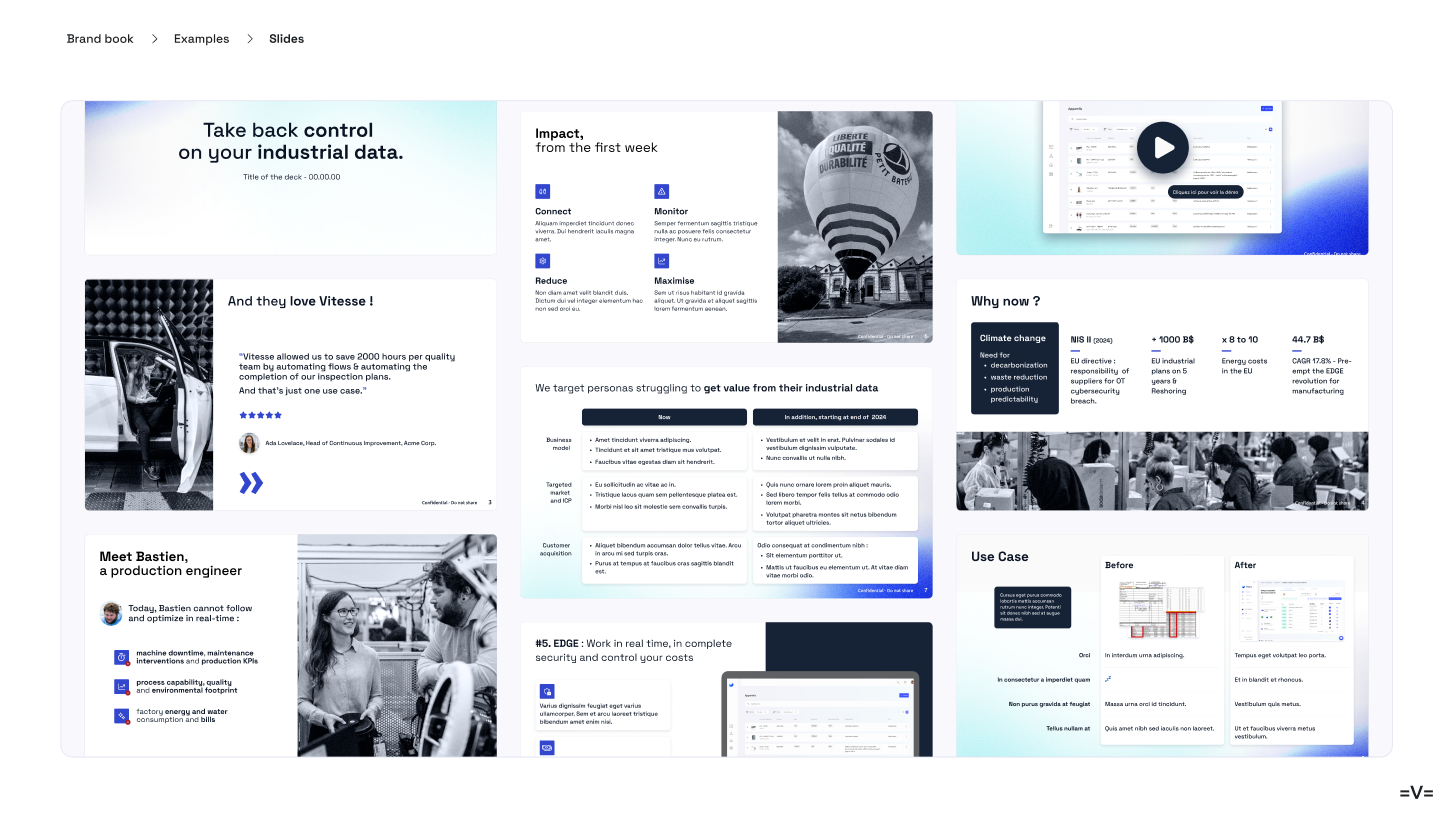 Brand book
Examples
Slides
Take back control
on your industrial data.
Title of the deck - 00.00.00
And they love Vitesse !
"Vitesse allowed us to save 2000 hours per quality
team by automating flows & automating the
completion of our inspection plans.
And that's just one use case."
Ada Lovelace, Head of Continuous Improvement, Acme Corp.
Confidential - Do not share 3
Meet Bastien,
a production engineer
Today, Bastien cannot follow
and optimize in real-time :
machine downtime, maintenance
interventions and production KPIs
process capability, quality
and environmental footprint
factory energy and water
consumption and bills
Impact,
from the first week
Connect
Aliquam imperdiet tincidunt donec
viverra. Dui hendrerit iaculis magna
amet.
Monitor
Semper fermentum sagittis tristique
nulla ac posuere felis consectetur
integer. Nunc eu rutrum.
Reduce
Non diam amet velit blandit duis.
Dictum dui vel integer elementum hac
non sed orci eu.
Maximise
Sem ut risus habitant id gravida
aliquet. Ut gravida et aliquet sagittis
lorem fermentum aenean.
LIBERTÉ
QUALITÉ
DURABILITÉ
PETIT BATEAU
Confidential - Do not share
We target personas struggling to get value from their industrial data
Now
In addition, starting at end of 2024
Business
model
• Amet tincidunt viverra adipiscing.
• Tincidunt et sit amet tristique mus volutpat.
• Faucibus vitae egestas diam sit hendrerit.
• Vestibulum et velit in erat. Pulvinar sodales id
vestibulum dignissim vulputate.
• Nunc convallis ut nulla nibh.
Targeted
market
and ICP
• Eu sollicitudin ac vitae ac in.
• Tristique lacus quam sem pellentesque platea est.
• Morbi nisl leo sit molestie sem convallis turpis.
• Quis nunc ornare lorem proin aliquet mauris.
• Sed libero tempor felis tellus at commodo odio
lorem morbi.
• Volutpat pharetra montes sit netus bibendum
tortor aliquet ultricies.
Customer
acquisition
• Aliquet bibendum accumsan dolor tellus vitae. Arcu
in arcu mi sed turpis cras.
• Purus at tempus at faucibus cras sagittis blandit
est.
Odio consequat at condimentum nibh :
• Sit elementum porttitor ut.
• Mattis ut faucibus eu elementum ut. At vitae diam
vitae morbi odio.
Confidential - Do not share 7
#5. EDGE : Work in real time, in complete
security and control your costs
Varius dignissim feugiat eget varius
ullamcorper. Sem et arcu laoreet tristique
bibendum amet enim nisi.
Appareils
Appareils
Cliquez ici pour voir la démo
Confidential - Do not share
Why now ?
Climate change
Need for
• decarbonization
• waste reduction
• production
predictability
NIS II (2024)
EU directive :
responsibility of
suppliers for OT
cybersecurity
breach.
+ 1000 B$
EU industrial
plans on 5
years &
Reshoring
x 8 to 10
Energy costs
in the EU
44.7 B$
CAGR 17.8% - Pre-
empt the EDGE
revolution for
manufacturing
Confidential - Do not share
Use Case
Before
After
Cursus eget purus commodo
lobortis mattis accumsan
rutrum nunc integer. Potenti
sit donec nibh sed at augue
massa dui.
Orci
In interdum urna adipiscing.
Tempus eget volutpat leo porta.
In consectetur a imperdiet quam
Et in blandit et rhoncus.
Non purus gravida at feugiat
Massa urna orci id tincidunt.
Vestibulum quis metus.
Tellus nullam at
Quis amet nibh sed iaculis non laoreet.
Ut et faucibus viverra metus
vestibulum.
=V=